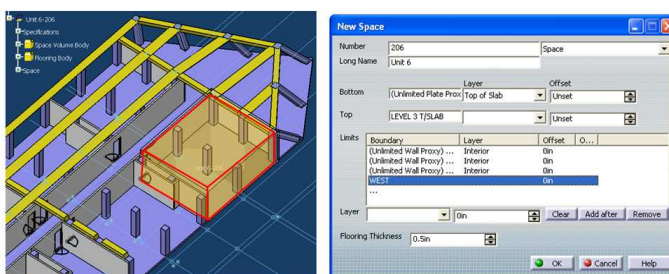 Unit 6-206
Specifications
Space Volume Body
Flooring Body
Space
New Space
Number 206 Space
Long Name Unit 6
Layer Offset
Bottom (Unlimited Plate Prox Top of Slab Unset
Top LEVEL 3 T/SLAB Unset
Limits Boundary Layer Offset O...
(Unlimited Wall Proxy) ... Interior 0in
(Unlimited Wall Proxy) ... Interior 0in
(Unlimited Wall Proxy) ... Interior 0in
WEST 0in
...
Layer 0in Clear Add after Remove
Flooring Thickness 0.5in
OK Cancel Help